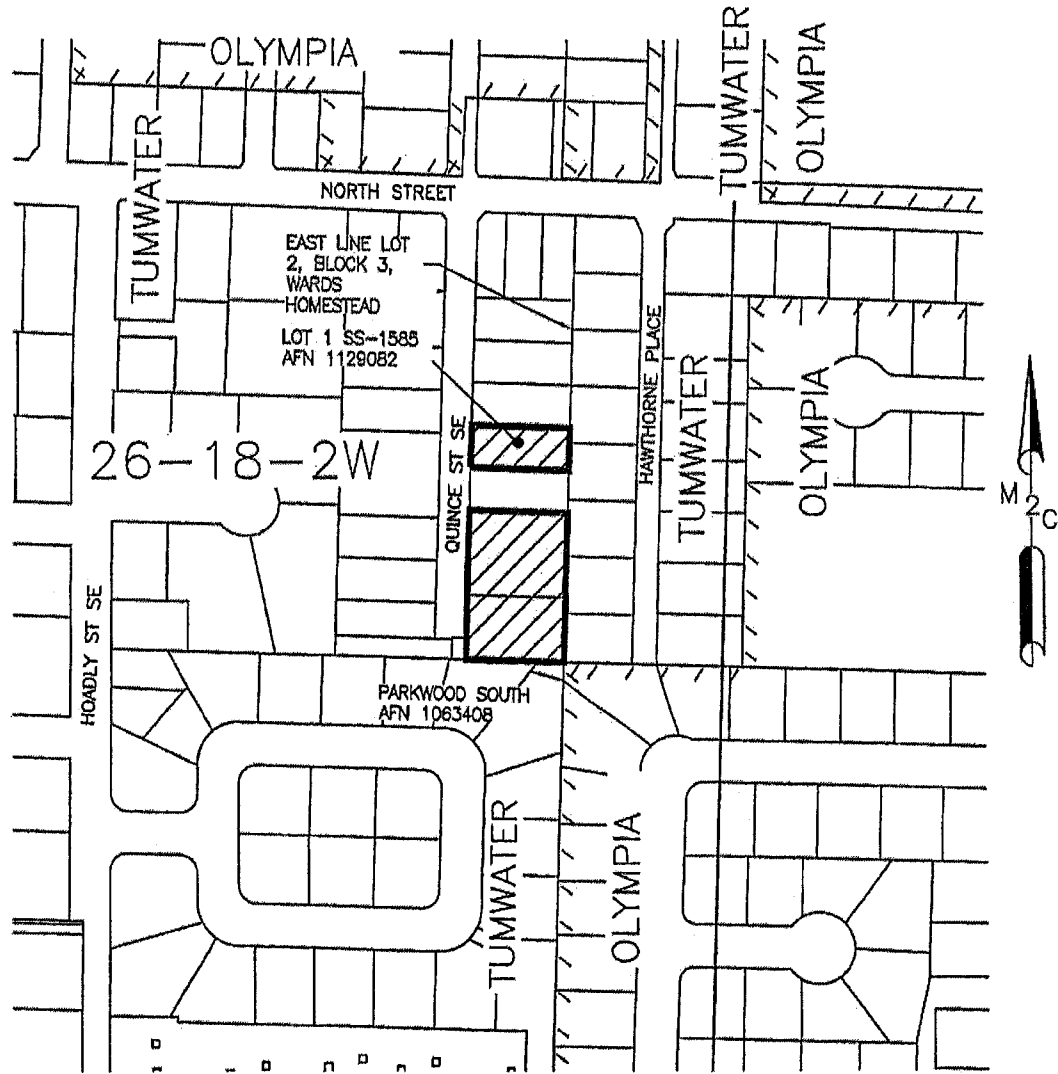 OLYMPIA
TUMWATER
OLYMPIA
TUMWATER
NORTH STREET
EAST LINE LOT
2, BLOCK 3,
WARDS
HOMESTEAD
LOT 1 SS-1585
AFN 1129082
HAWTHORNE PLACE
TUMWATER
OLYMPIA
26-18-2W
QUINCE ST SE
M2C
HOADLY ST SE
PARKWOOD SOUTH
AFN 1063408
TUMWATER
OLYMPIA